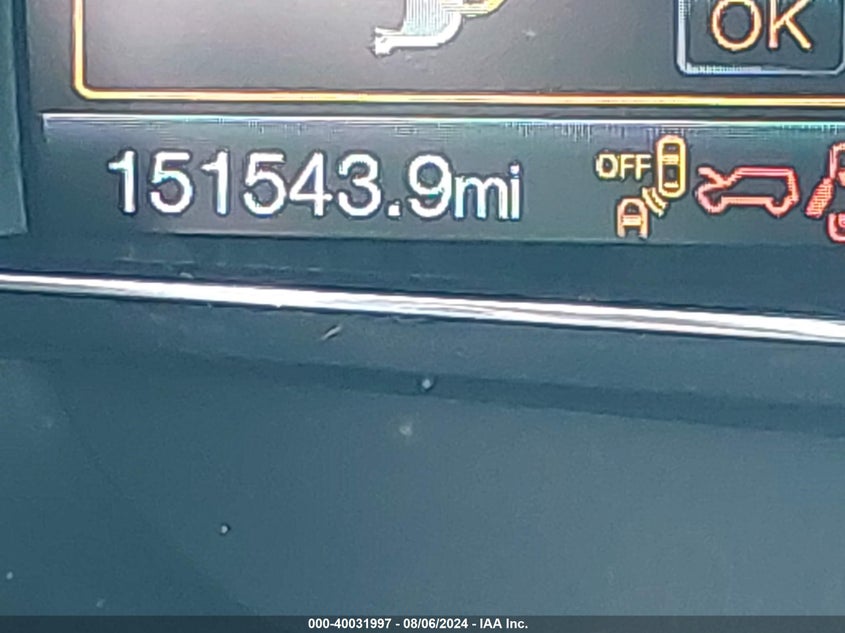 OK
151543.9mi
OFF
000-40031997 - 08/06/2024 - IAA Inc.